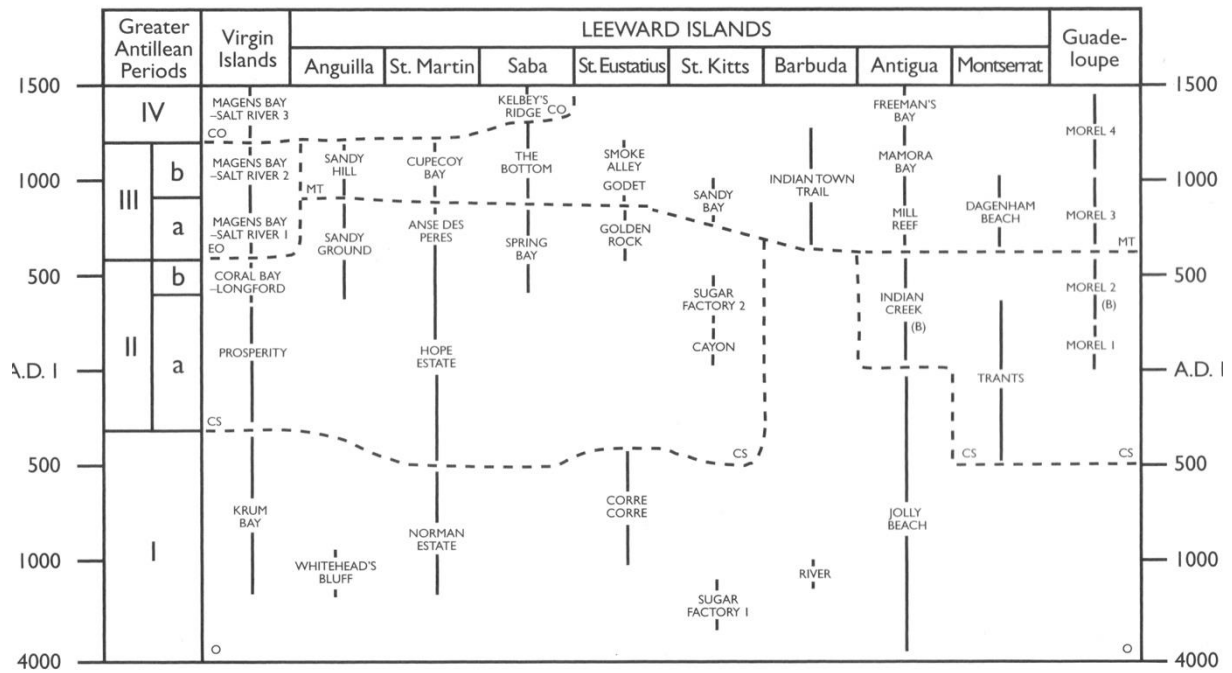 Greater
Antillean
Periods
Virgin
Islands
LEEWARD ISLANDS
Guade-
loupe
Anguilla
St. Martin
Saba
St. Eustatius
St. Kitts
Barbuda
Antigua
Montserrat
1500
1500
IV
MAGENS BAY
–SALT RIVER 3
KELBEY'S
RIDGE
CO
FREEMAN'S
BAY
MOREL 4
CO
III
b
MAGENS BAY
–SALT RIVER 2
SANDY
HILL
CUPECOY
BAY
THE
BOTTOM
SMOKE
ALLEY
MAMORA
BAY
1000
1000
MT
GODET
SANDY
BAY
INDIAN TOWN
TRAIL
DAGENHAM
BEACH
a
MAGENS BAY
–SALT RIVER 1
EO
SANDY
GROUND
ANSE DES
PERES
SPRING
BAY
GOLDEN
ROCK
MILL
REEF
MOREL 3
MT
500
500
II
b
CORAL BAY
–LONGFORD
SUGAR
FACTORY 2
INDIAN
CREEK
(B)
MOREL 2
(B)
a
PROSPERITY
HOPE
ESTATE
CAYON
MOREL 1
A.D. I
A.D. I
TRANTS
CS
CS
CS
CS
500
500
I
KRUM
BAY
NORMAN
ESTATE
CORRE
CORRE
JOLLY
BEACH
1000
1000
WHITEHEAD'S
BLUFF
RIVER
SUGAR
FACTORY I
O
O
4000
4000